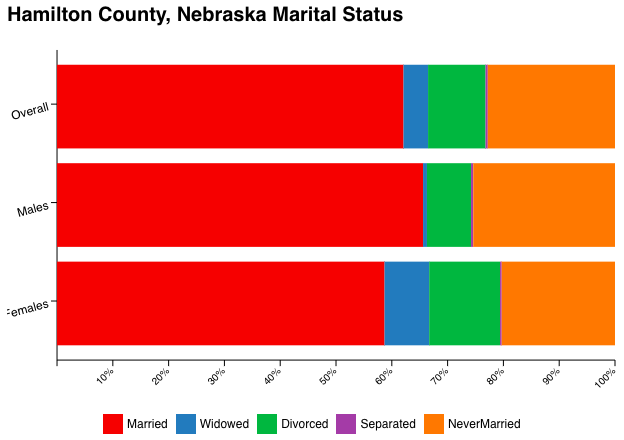 Hamilton County, Nebraska Marital Status
Overall
Males
Females
10% 20% 30% 40% 50% 60% 70% 80% 90% 100%
Married Widowed Divorced Separated NeverMarried